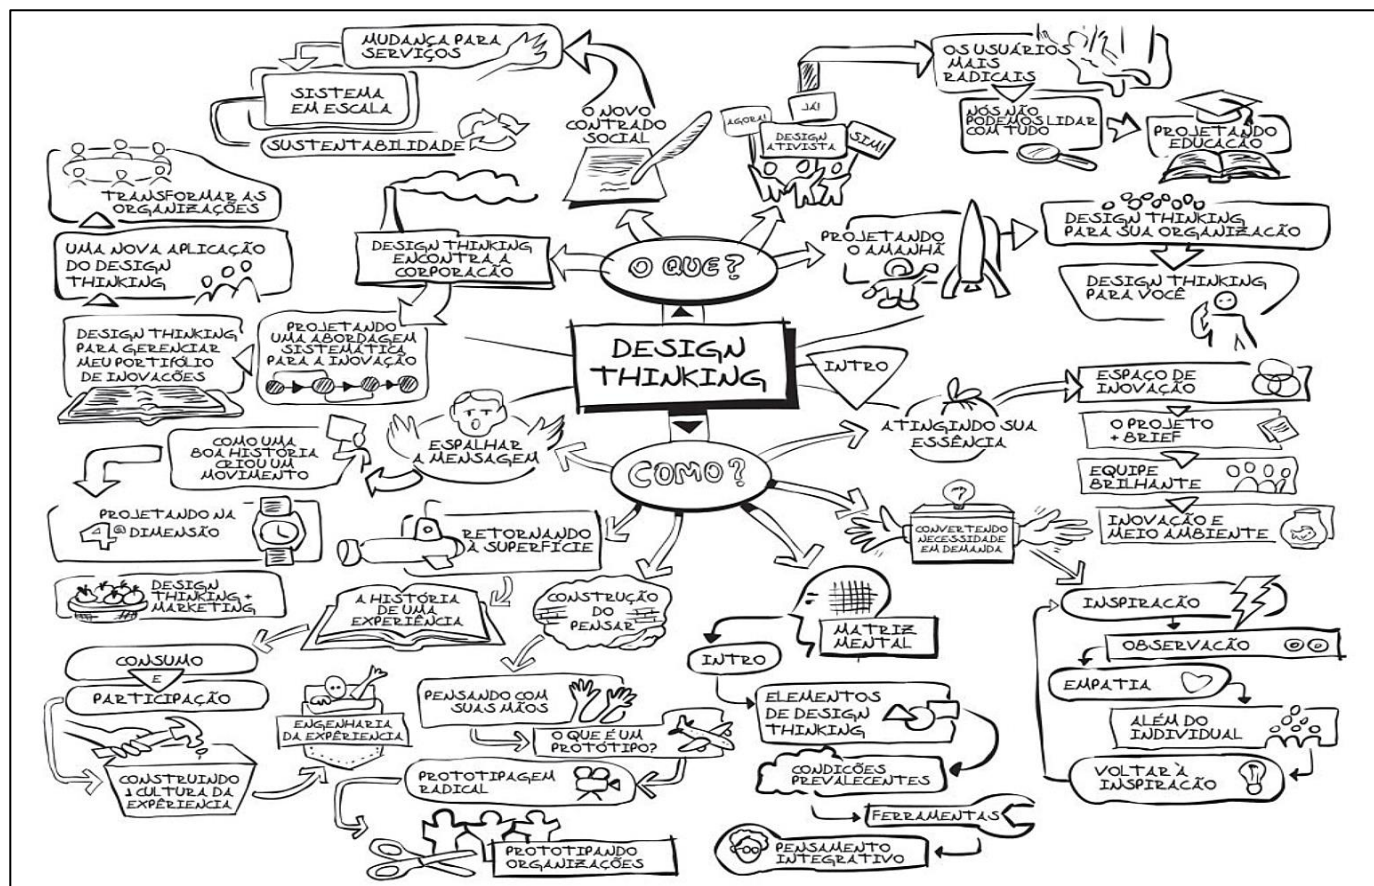 DESIGN
THINKING
INTRO
O QUE?
O NOVO
CONTRADO
SOCIAL
MUDANÇA PARA
SERVIÇOS
SISTEMA
EM ESCALA
SUSTENTABILIDADE
AGORA!
JÁ!
DESIGN
ATIVISTA
SIM!
OS USUÁRIOS
MAIS
RADICAIS
NÓS NÃO
PODEMOS LIDAR
COM TUDO
PROJETANDO
EDUCAÇÃO
PROJETANDO
O AMANHÃ
DESIGN THINKING
PARA SUA ORGANIZAÇÃO
DESIGN THINKING
PARA VOCÊ
DESIGN THINKING
ENCONTRA A
CORPORAÇÃO
PROJETANDO
UMA ABORDAGEM
SISTEMÁTICA
PARA A INOVAÇÃO
DESIGN THINKING
PARA GERENCIAR
MEU PORTIFÓLIO
DE INOVACÕES
UMA NOVA APLICAÇÃO
DO DESIGN
THINKING
TRANSFORMAR AS
ORGANIZAÇÕES
COMO?
ATINGINDO SUA
ESSÊNCIA
ESPAÇO DE
INOVAÇÃO
O PROJETO
+ BRIEF
EQUIPE
BRILHANTE
INOVAÇÃO E
MEIO AMBIENTE
?
CONVERTENDO
NECESSIDADE
EM DEMANDA
INSPIRAÇÃO
OBSERVAÇÃO
EMPATIA
ALÉM DO
INDIVIDUAL
VOLTAR À
INSPIRAÇÃO
MATRIZ
MENTAL
INTRO
ELEMENTOS
DE DESIGN
THINKING
CONDICÕES
PREVALECENTES
FERRAMENTAS
PENSAMENTO
INTEGRATIVO
CONSTRUÇÃO
DO
PENSAR
PENSANDO COM
SUAS MÃOS
O QUE É UM
PROTÓTIPO?
PROTOTIPAGEM
RADICAL
PROTOTIPANDO
ORGANIZAÇÕES
RETORNANDO
À SUPERFÍCIE
A HISTÓRIA
DE UMA
EXPERIÊNCIA
CONSUMO
E
PARTICIPAÇÃO
CONSTRUINDO
1 CULTURA DA
EXPÊRIENCIA
ENGENHARIA
DA EXPÊRIENCIA
ESPALHAR
A MENSAGEM
COMO UMA
BOA HISTÓRIA
CRIOU UM
MOVIMENTO
PROJETANDO NA
4ª DIMENSÃO
DESIGN
THINKING +
MARKETING